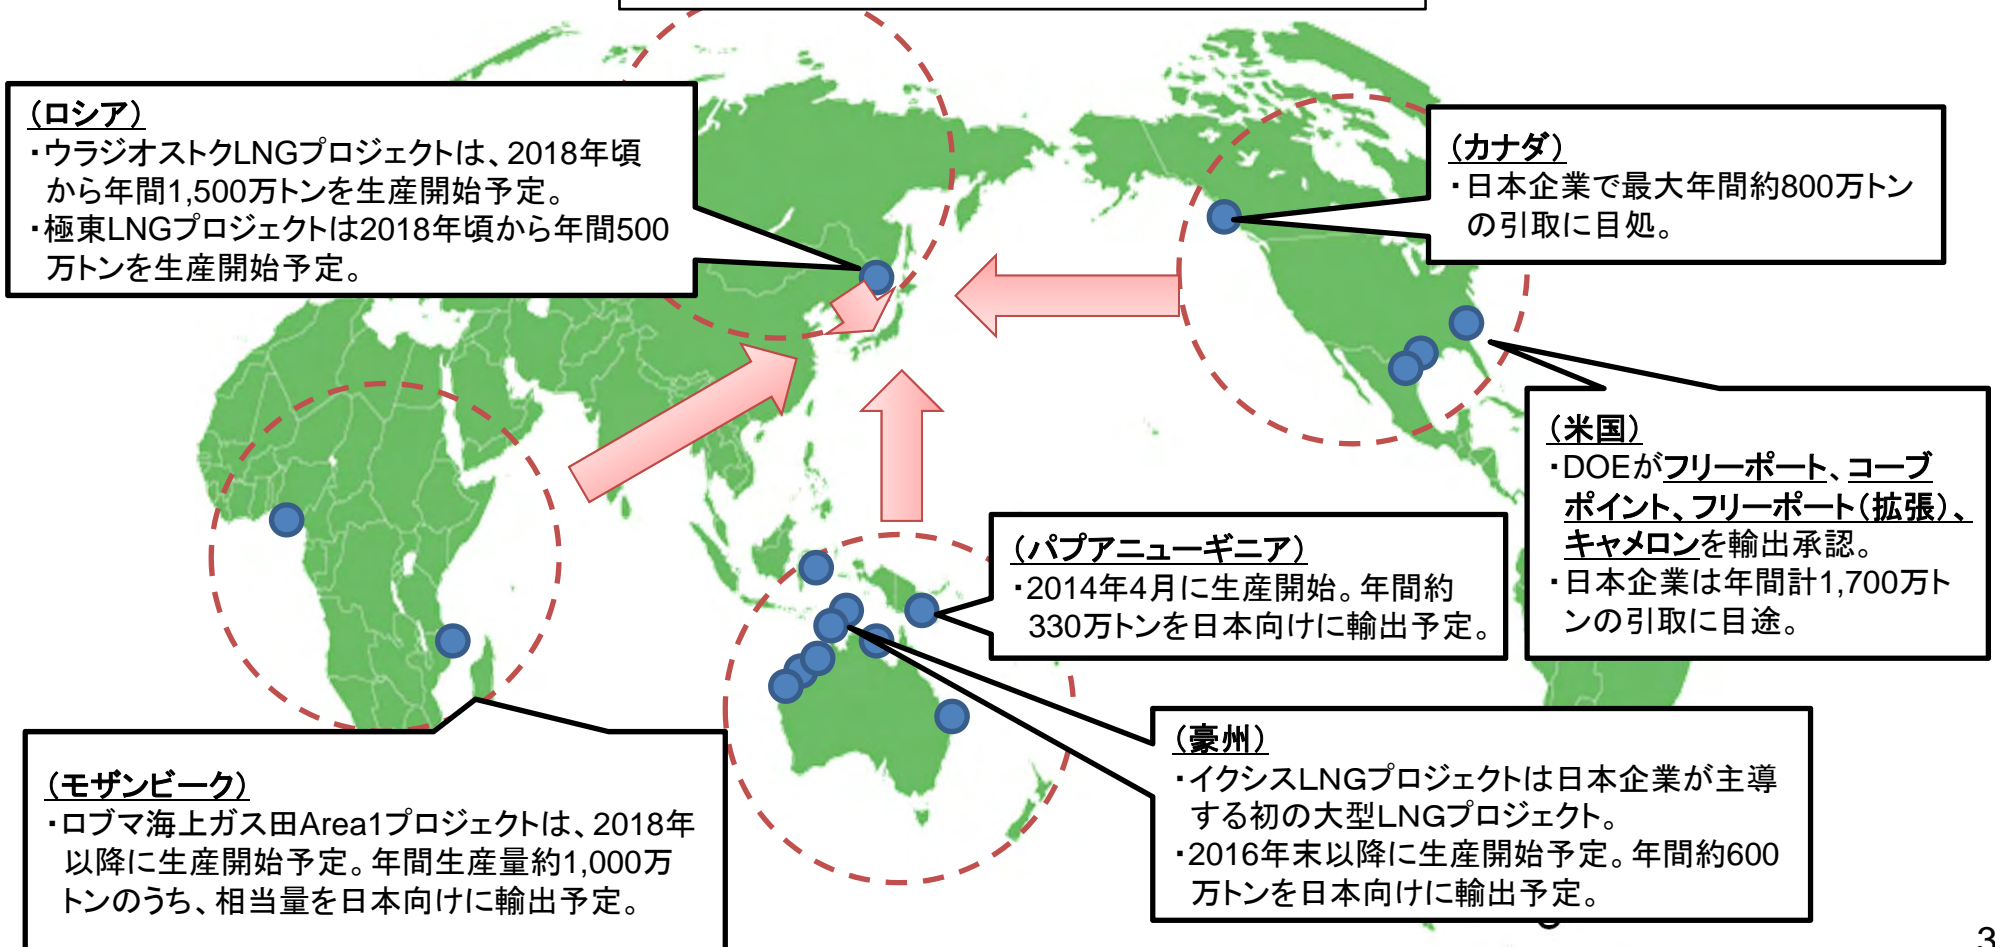 （ロシア）
・ウラジオストクLNGプロジェクトは、2018年頃
から年間1,500万トンを生産開始予定。
・極東LNGプロジェクトは2018年頃から年間500
万トンを生産開始予定。
（カナダ）
・日本企業で最大年間約800万トン
の引取に目処。
（米国）
・DOEがフリーポート、コーブ
ポイント、フリーポート（拡張）、
キャメロンを輸出承認。
・日本企業は年間計1,700万ト
ンの引取に目途。
（パプアニューギニア）
・2014年4月に生産開始。年間約
330万トンを日本向けに輸出予定。
（豪州）
・イクシスLNGプロジェクトは日本企業が主導
する初の大型LNGプロジェクト。
・2016年末以降に生産開始予定。年間約600
万トンを日本向けに輸出予定。
（モザンビーク）
・ロブマ海上ガス田Area1プロジェクトは、2018年
以降に生産開始予定。年間生産量約1,000万
トンのうち、相当量を日本向けに輸出予定。
3